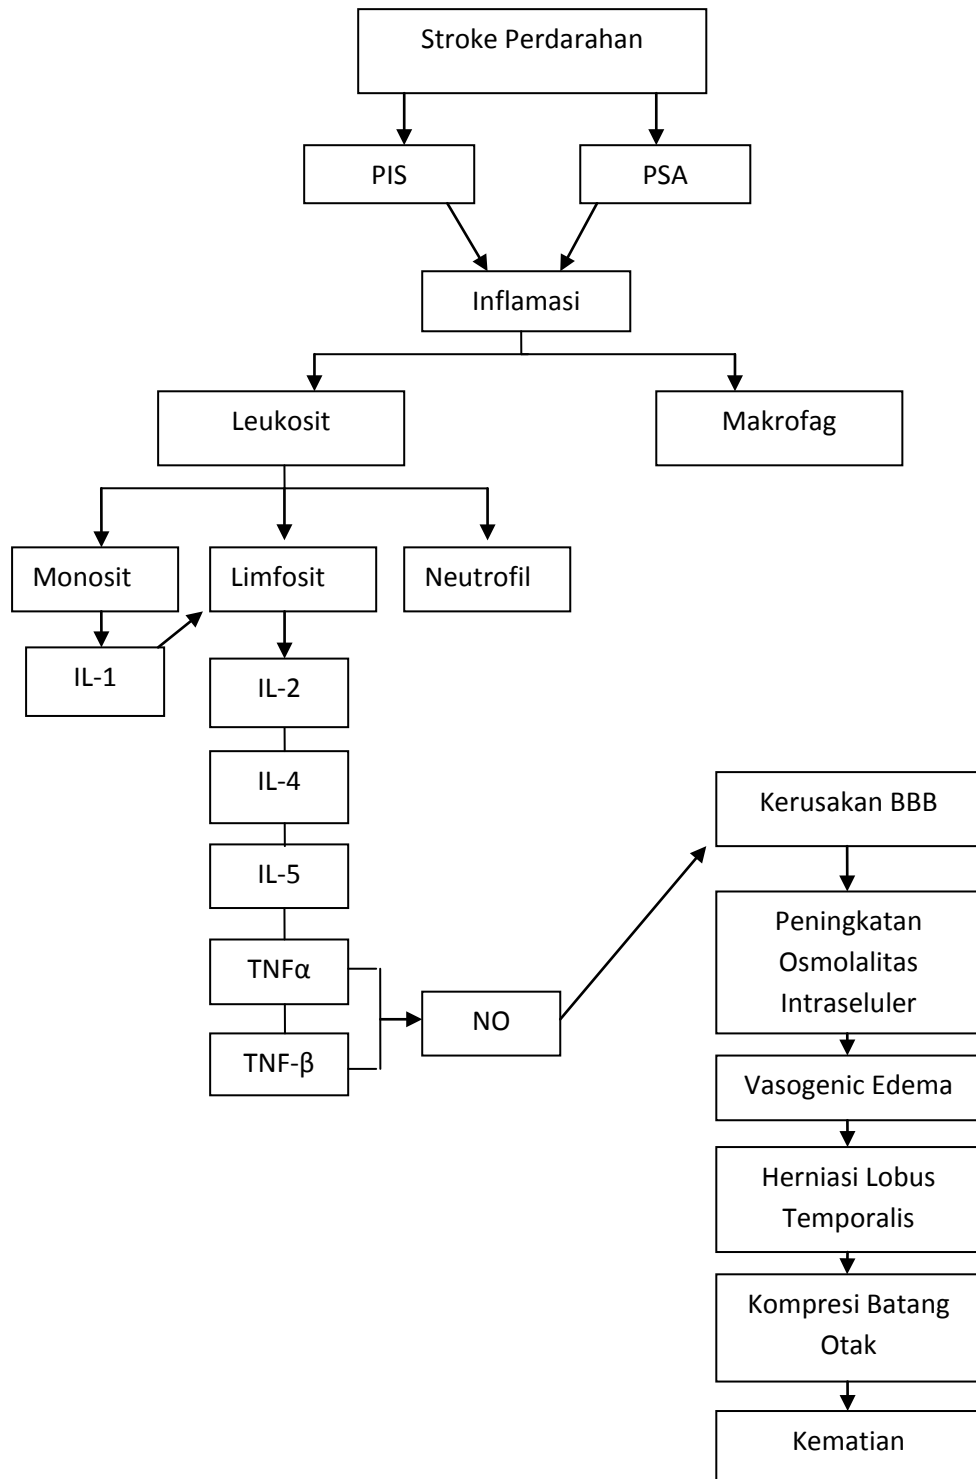 Stroke Perdarahan
PIS
PSA
Inflamasi
Leukosit
Makrofag
Monosit
Limfosit
Neutrofil
IL-1
IL-2
IL-4
IL-5
TNFα
TNF-β
NO
Kerusakan BBB
Peningkatan
Osmolalitas
Intraseluler
Vasogenic Edema
Herniasi Lobus
Temporalis
Kompresi Batang
Otak
Kematian